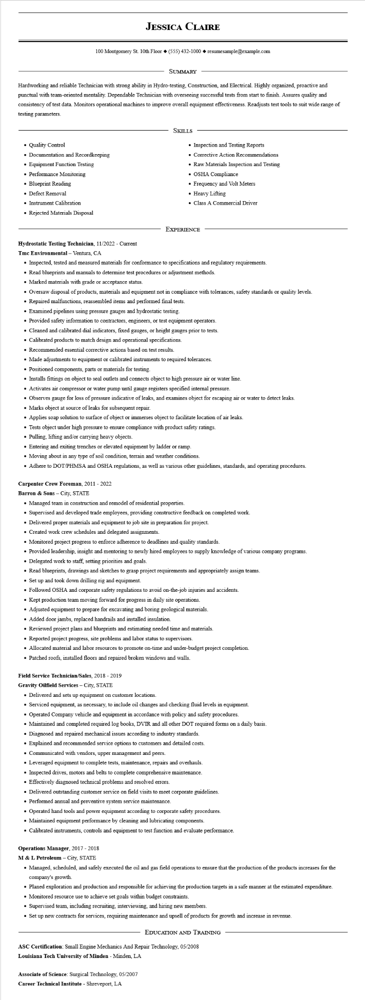 Jessica Claire
100 Montgomery St. 10th Floor ◆ (555) 432-1000 ◆ resumesample@example.com
Summary
Hardworking and reliable Technician with strong ability in Hydro-testing, Construction, and Electrical. Highly organized, proactive and
punctual with team-oriented mentality. Dependable Technician with overseeing successful tests from start to finish. Assures quality and
consistency of test data. Monitors operational machines to improve overall equipment effectiveness. Readjusts test tools to suit wide range of
testing parameters.
Skills
• Quality Control
• Documentation and Recordkeeping
• Equipment Function Testing
• Performance Monitoring
• Blueprint Reading
• Defect Removal
• Instrument Calibration
• Rejected Materials Disposal
• Inspection and Testing Reports
• Corrective Action Recommendations
• Raw Materials Inspection and Testing
• OSHA Compliance
• Frequency and Volt Meters
• Heavy Lifting
• Class A Commercial Driver
Experience
Hydrostatic Testing Technician, 11/2022 - Current
Tmc Environmental – Ventura, CA
• Inspected, tested and measured materials for conformance to specifications and regulatory requirements.
• Read blueprints and manuals to determine test procedures or adjustment methods.
• Marked materials with grade or acceptance status.
• Oversaw disposal of products, materials and equipment not in compliance with tolerances, safety standards or quality levels.
• Repaired malfunctions, reassembled items and performed final tests.
• Examined pipelines using pressure gauges and hydrostatic testing.
• Provided safety information to contractors, engineers, or test equipment operators.
• Cleaned and calibrated dial indicators, fixed gauges, or height gauges prior to tests.
• Calibrated products to match design and operational specifications.
• Recommended essential corrective actions based on test results.
• Made adjustments to equipment or calibrated instruments to required tolerances.
• Positioned components, parts or materials for testing.
• Installs fittings on object to seal outlets and connects object to high pressure air or water line.
• Activates air compressor or water pump until gauge registers specified internal pressure.
• Observes gauge for loss of pressure indicative of leaks, and examines object for escaping air or water to detect leaks.
• Marks object at source of leaks for subsequent repair.
• Applies soap solution to surface of object or immerses object to facilitate location of air leaks.
• Tests object under high pressure to ensure compliance with product safety ratings.
• Pulling, lifting and/or carrying heavy objects.
• Entering and exiting trenches or elevated equipment by ladder or ramp.
• Moving about in any type of soil condition, terrain and weather conditions.
• Adhere to DOT/PHMSA and OSHA regulations, as well as various other guidelines, standards, and operating procedures.
Carpenter Crew Foreman, 2011 - 2022
Barron & Sons – City, STATE
• Managed team in construction and remodel of residential properties.
• Supervised and developed trade employees, providing constructive feedback on completed work.
• Delivered proper materials and equipment to job site in preparation for project.
• Created work crew schedules and delegated assignments.
• Monitored project progress to enforce adherence to deadlines and quality standards.
• Provided leadership, insight and mentoring to newly hired employees to supply knowledge of various company programs.
• Delegated work to staff, setting priorities and goals.
• Read blueprints, drawings and sketches to grasp project requirements and appropriately assign teams.
• Set up and took down drilling rig and equipment.
• Followed OSHA and corporate safety regulations to avoid on-the-job injuries and accidents.
• Kept production team moving forward for progress in daily site operations.
• Adjusted equipment to prepare for excavating and boring geological materials.
• Added door jambs, replaced handrails and installed insulation.
• Reviewed project plans and blueprints and estimating needed time and materials.
• Reported project progress, site problems and labor status to supervisors.
• Allocated material and labor resources to promote on-time and under-budget project completion.
• Patched roofs, installed floors and repaired broken windows and walls.
Field Service Technician/Sales, 2018 - 2019
Gravity Oilfield Services – City, STATE
• Delivered and sets up equipment on customer locations.
• Serviced equipment, as necessary, to include oil changes and checking fluid levels in equipment.
• Operated Company vehicle and equipment in accordance with policy and safety procedures.
• Maintained and completed required log books, DVIR and all other DOT required forms on a daily basis.
• Diagnosed and repaired mechanical issues according to industry standards.
• Explained and recommended service options to customers and detailed costs.
• Communicated with vendors, upper management and peers.
• Leveraged equipment to complete tests, maintenance, repairs and overhauls.
• Inspected drives, motors and belts to complete comprehensive maintenance.
• Effectively diagnosed technical problems and resolved errors.
• Delivered outstanding customer service on field visits to meet corporate guidelines.
• Performed annual and preventive system service maintenance.
• Operated hand tools and power equipment according to corporate safety procedures.
• Maintained equipment performance by cleaning and lubricating components.
• Calibrated instruments, controls and equipment to test function and evaluate performance.
Operations Manager, 2017 - 2018
M & L Petroleum – City, STATE
• Managed, scheduled, and safely executed the oil and gas field operations to ensure that the production of the products increases for the
company's growth.
• Planed exploration and production and responsible for achieving the production targets in a safe manner at the estimated expenditure.
• Monitored resource use to achieve set goals within budget constraints.
• Supervised team, including recruiting, interviewing, and hiring new members.
• Set up new contracts for services, requiring maintenance and upsell of products for growth and increase in revenue.
Education and Training
ASC Certification: Small Engine Mechanics And Repair Technology, 05/2008
Louisiana Tech University of Minden - Minden, LA
Associate of Science: Surgical Technology, 05/2007
Career Technical Institute - Shreveport, LA